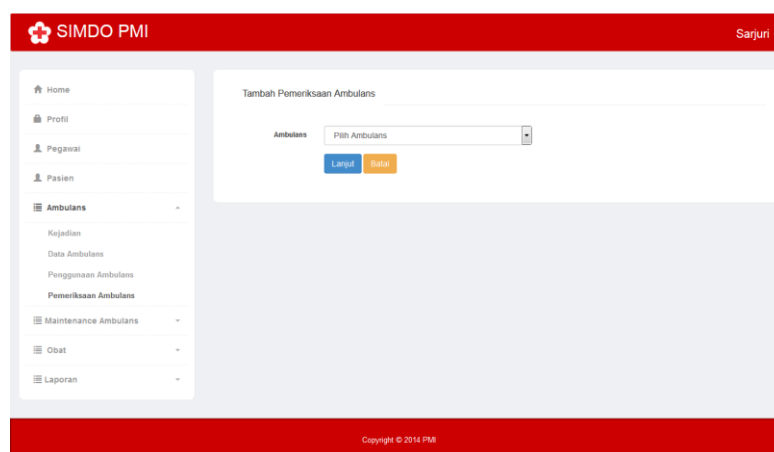 SIMDO PMI
Sarjuri
Home
Profil
Pegawai
Pasien
Ambulans
Kejadian
Data Ambulans
Penggunaan Ambulans
Pemeriksaan Ambulans
Maintenance Ambulans
Obat
Laporan
Tambah Pemeriksaan Ambulans
Ambulans Pilih Ambulans
Lanjut Batal
Copyright © 2014 PMI